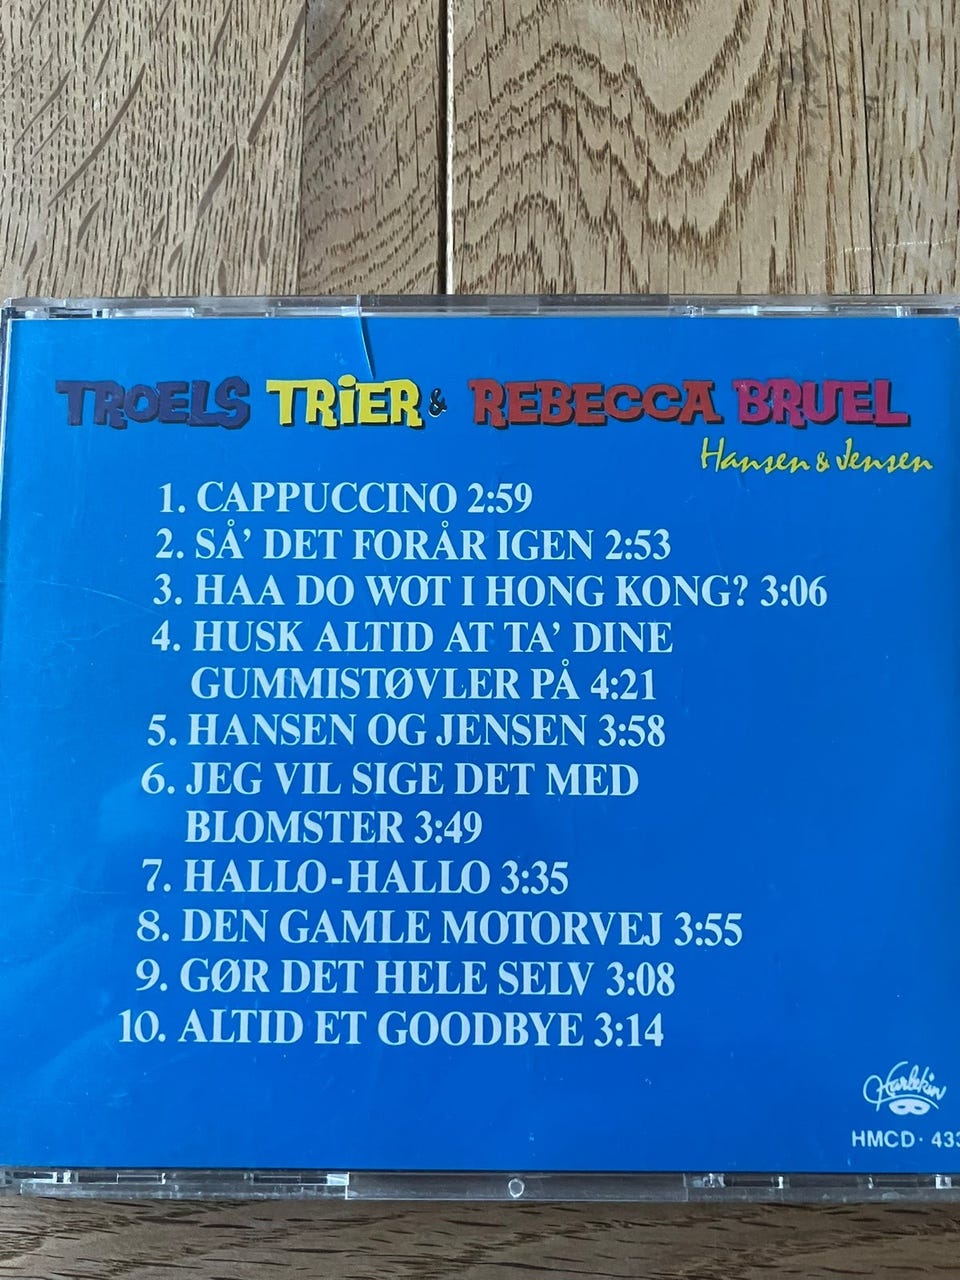 TROELS TRIER & REBECCA BRUEL
Hansen & Jensen
1. CAPPUCCINO 2:59
2. SÅ' DET FORÅR IGEN 2:53
3. HAA DO WOT I HONG KONG? 3:06
4. HUSK ALTID AT TA' DINE
GUMMISTØVLER PÅ 4:21
5. HANSEN OG JENSEN 3:58
6. JEG VIL SIGE DET MED
BLOMSTER 3:49
7. HALLO-HALLO 3:35
8. DEN GAMLE MOTORVEJ 3:55
9. GØR DET HELE SELV 3:08
10. ALTID ET GOODBYE 3:14
Harlekin
HMCD · 433